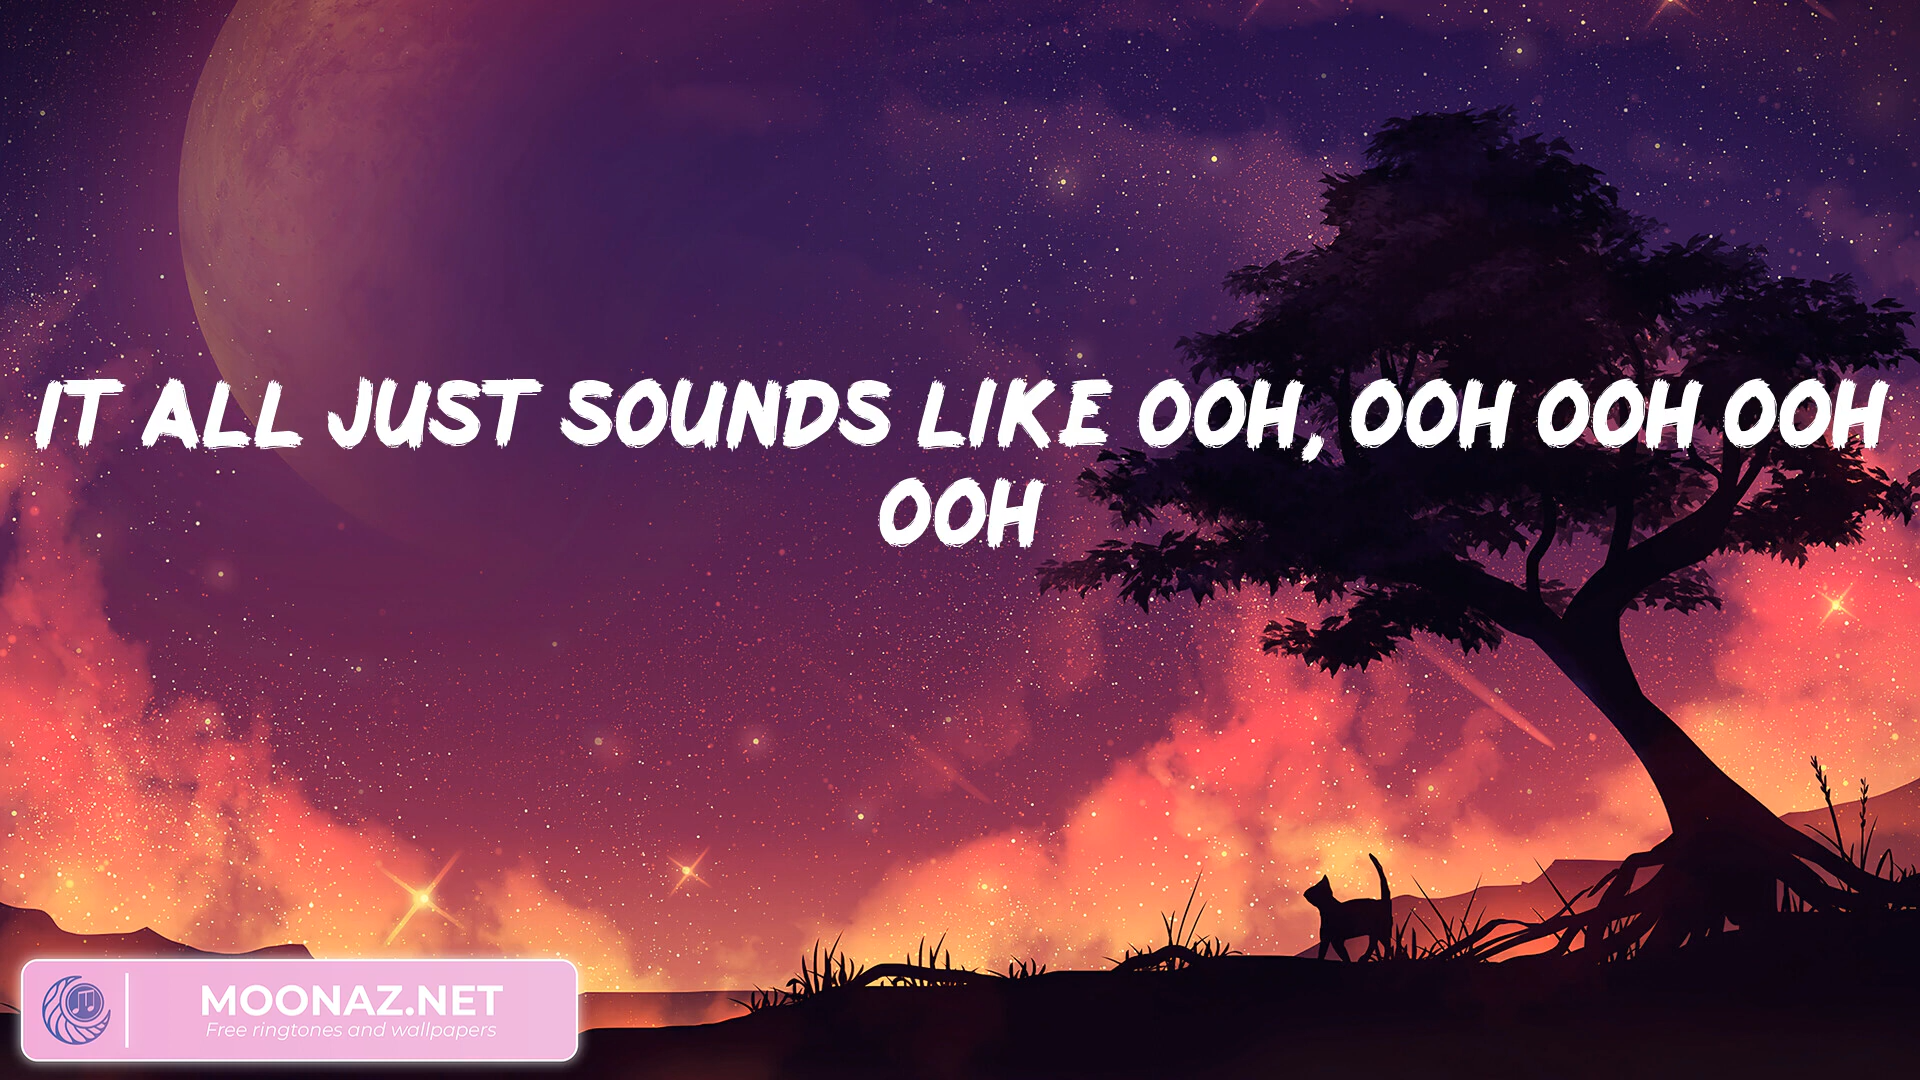 IT ALL JUST SOUNDS LIKE OOH, OOH OOH OOH
OOH
MOONAZ.NET
Free ringtones and wallpapers